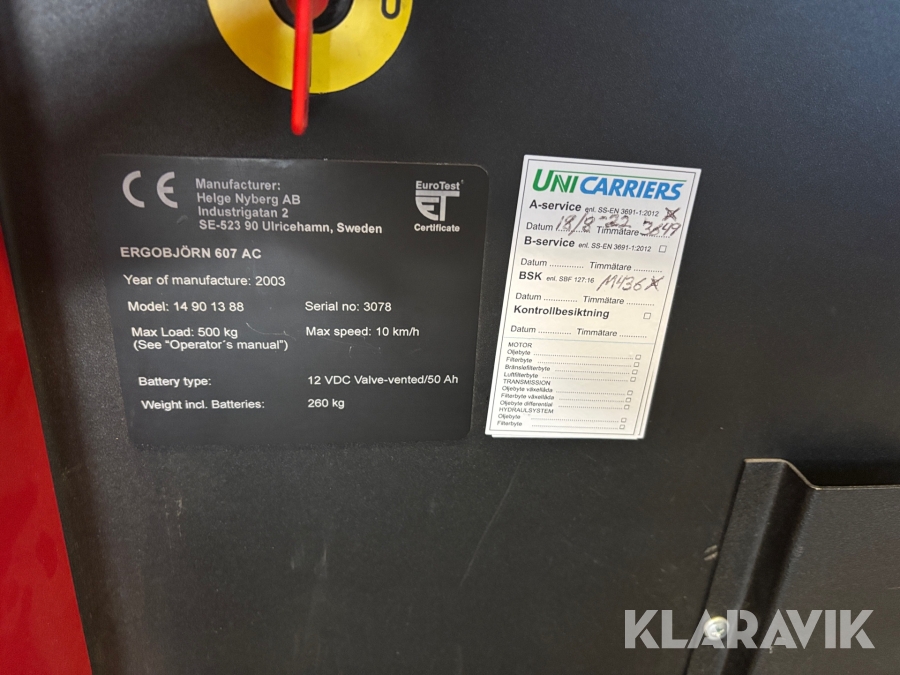 0
CE
Manufacturer:
Helge Nyberg AB
Industrigatan 2
SE-523 90 Ulricehamn, Sweden
EuroTest®
ET
Certificate
ERGOBJÖRN 607 AC
Year of manufacture: 2003
Model: 14 90 13 88
Serial no: 3078
Max Load: 500 kg
Max speed: 10 km/h
(See "Operator´s manual")
Battery type:
12 VDC Valve-vented/50 Ah
Weight incl. Batteries:
260 kg
UNICARRIERS
A-service enl. SS-EN 3691-1:2012 X
Datum 18/8-22 Timmätare 3649
B-service enl. SS-EN 3691-1:2012 ☐
Datum .............. Timmätare ............
BSK enl. SBF 127:16 M436 X
Datum .............. Timmätare ............
Kontrollbesiktning ☐
Datum .............. Timmätare ............
MOTOR
Oljebyte ☐
Filterbyte ☐
Bränslefilterbyte ☐
Luftfilterbyte ☐
TRANSMISSION
Oljebyte växellåda ☐
Filterbyte växellåda ☐
Oljebyte differential ☐
HYDRAULSYSTEM
Oljebyte ☐
Filterbyte ☐
KLARAVIK